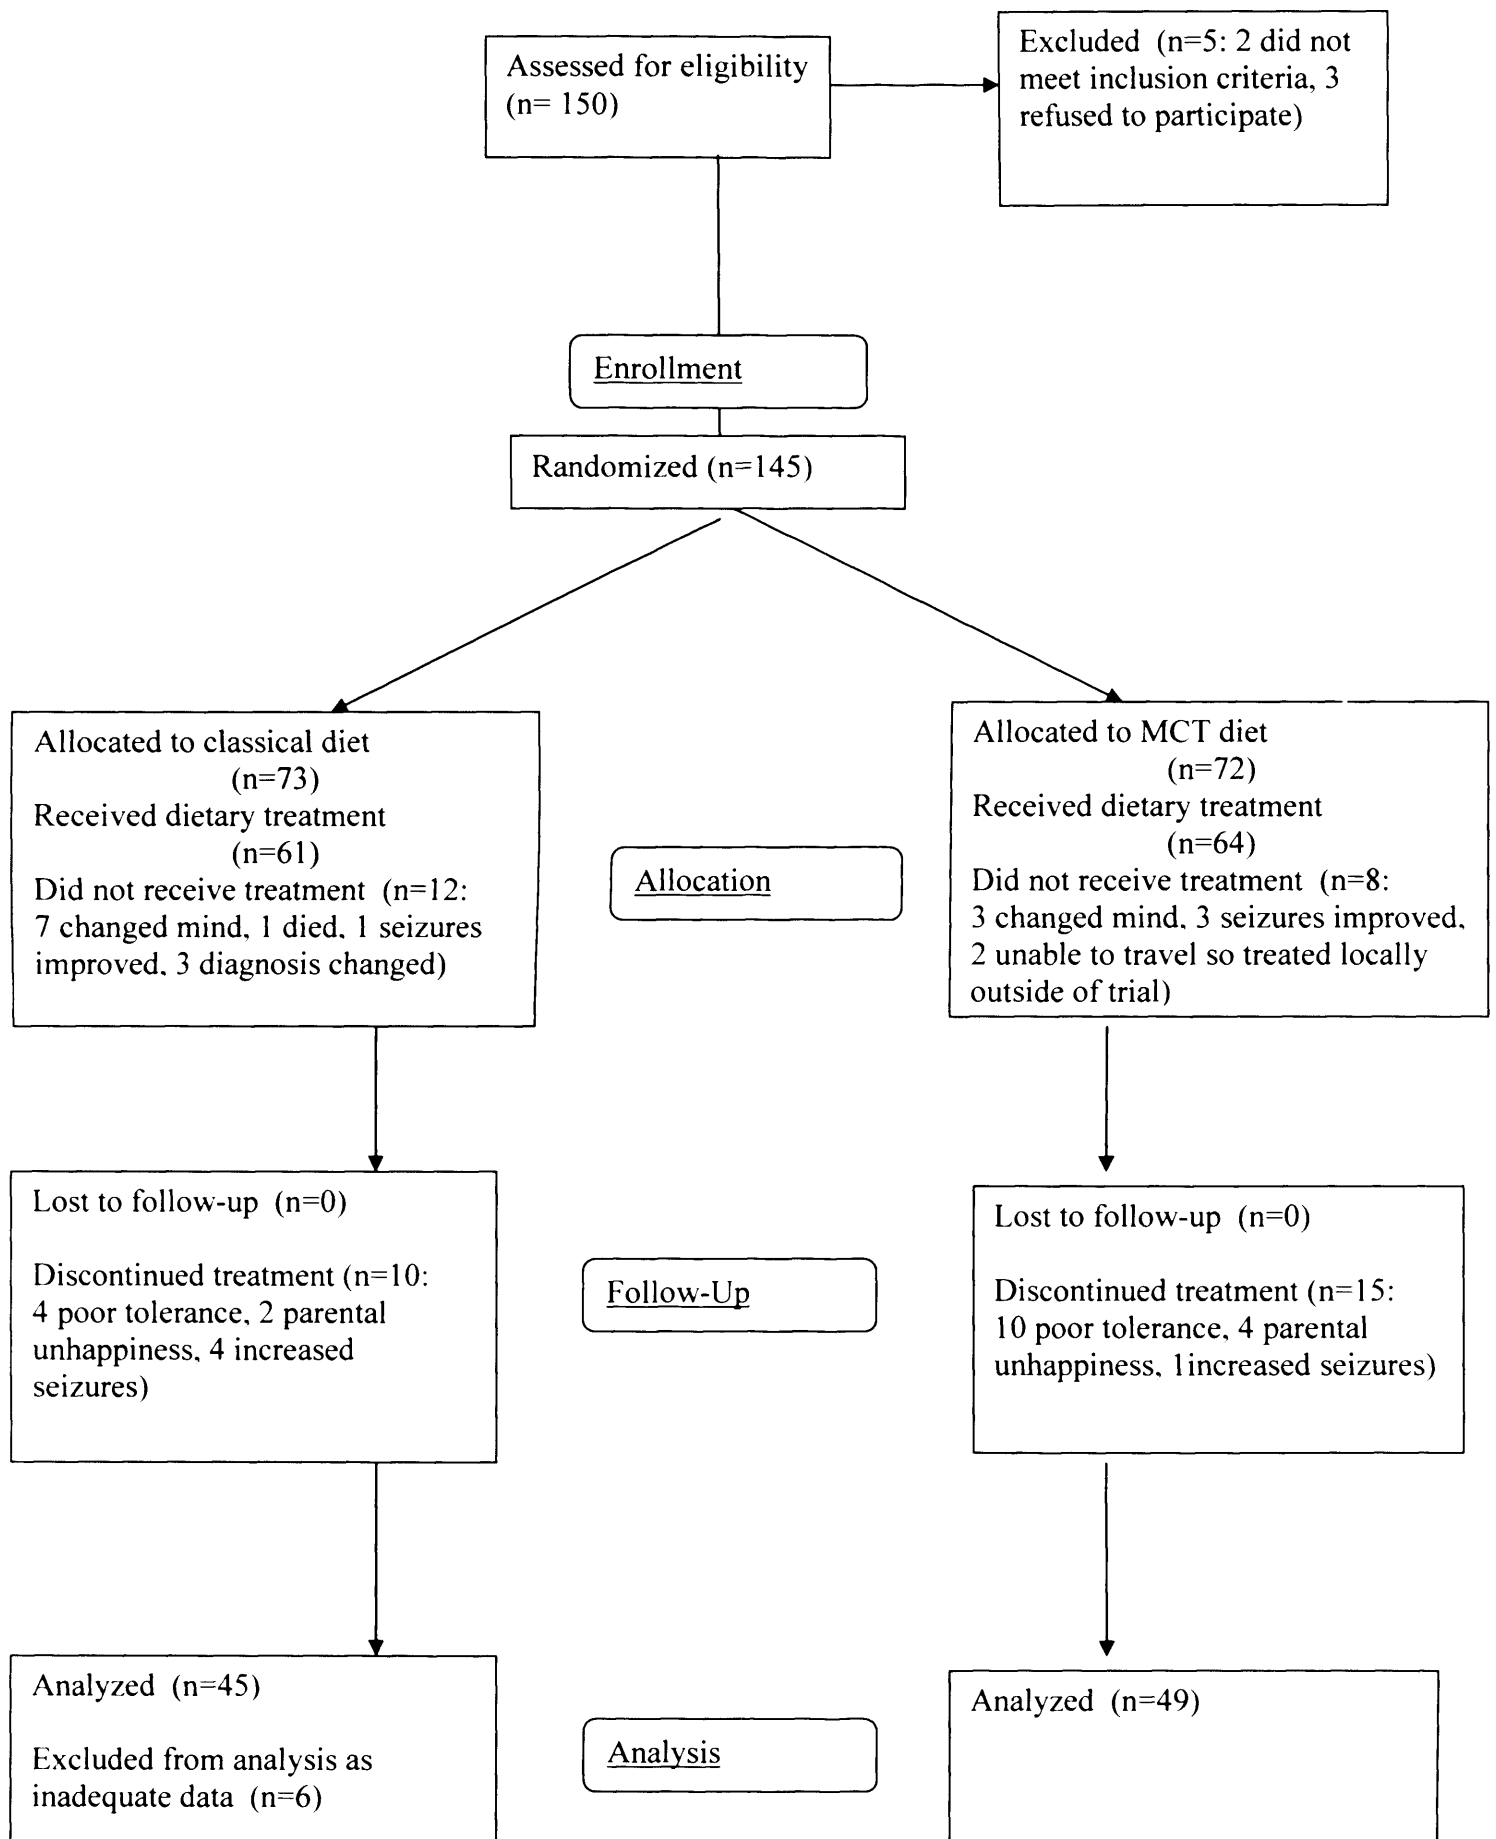 Assessed for eligibility
(n= 150)
Excluded (n=5: 2 did not
meet inclusion criteria, 3
refused to participate)
Enrollment
Randomized (n=145)
Allocated to classical diet
(n=73)
Received dietary treatment
(n=61)
Did not receive treatment (n=12:
7 changed mind, 1 died, 1 seizures
improved, 3 diagnosis changed)
Allocation
Allocated to MCT diet
(n=72)
Received dietary treatment
(n=64)
Did not receive treatment (n=8:
3 changed mind, 3 seizures improved,
2 unable to travel so treated locally
outside of trial)
Lost to follow-up (n=0)
Discontinued treatment (n=10:
4 poor tolerance, 2 parental
unhappiness, 4 increased
seizures)
Follow-Up
Lost to follow-up (n=0)
Discontinued treatment (n=15:
10 poor tolerance, 4 parental
unhappiness, 1increased seizures)
Analyzed (n=45)
Excluded from analysis as
inadequate data (n=6)
Analysis
Analyzed (n=49)